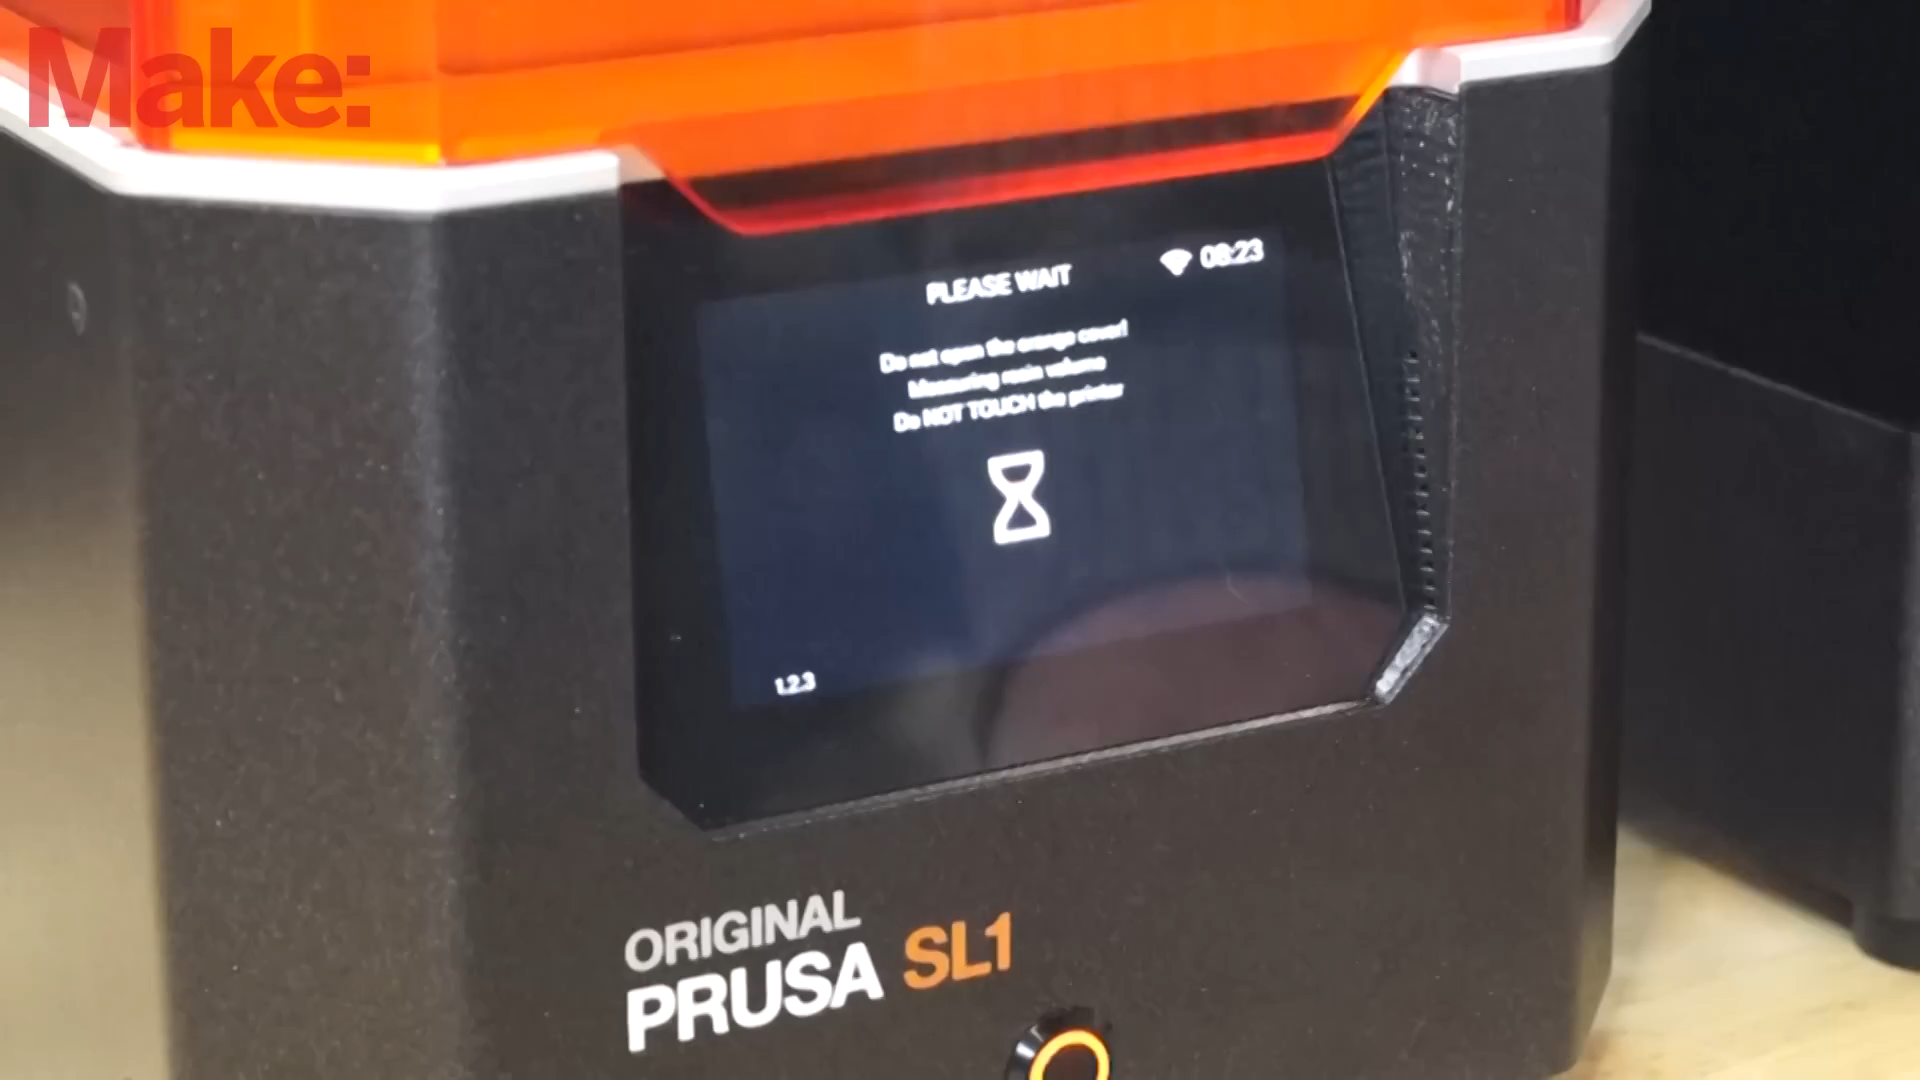 Make:
08:23
PLEASE WAIT
Do not open the orange cover!
Measuring resin volume
Do NOT TOUCH the printer
1.2.3
ORIGINAL
PRUSA SL1